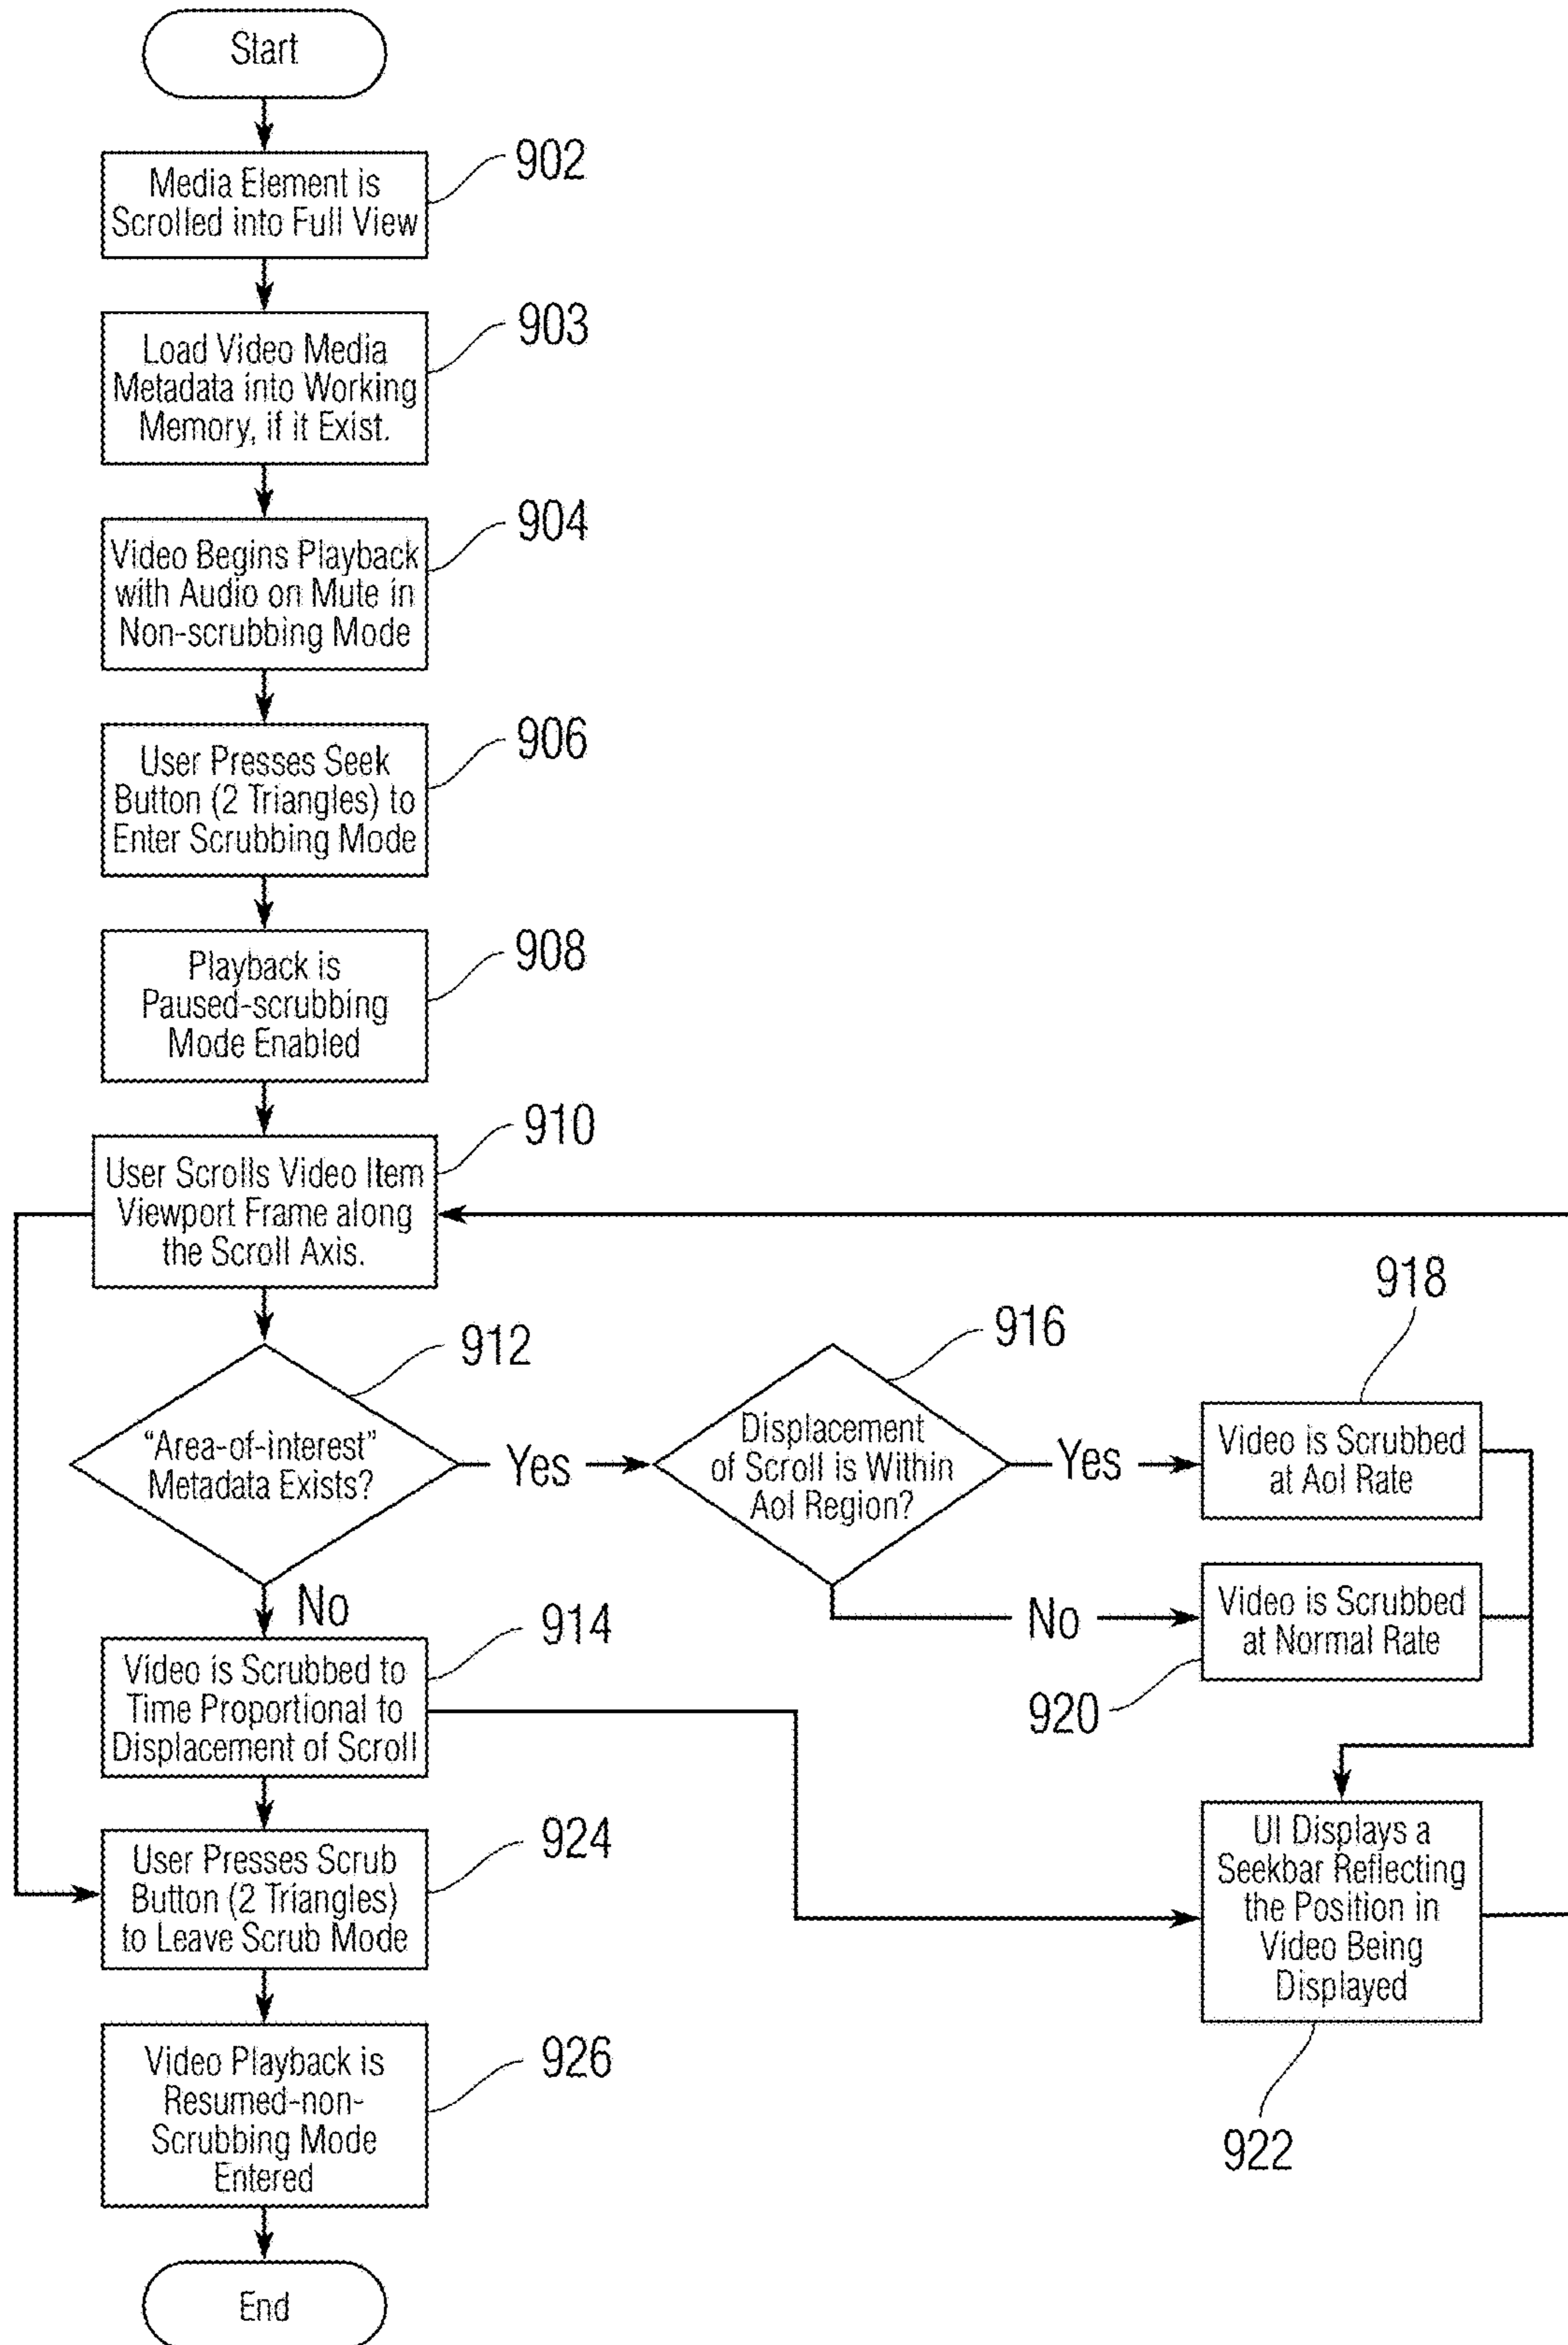 Start
902
Media Element is
Scrolled into Full View
903
Load Video Media
Metadata into Working
Memory, if it Exist.
904
Video Begins Playback
with Audio on Mute in
Non-scrubbing Mode
906
User Presses Seek
Button (2 Triangles) to
Enter Scrubbing Mode
908
Playback is
Paused-scrubbing
Mode Enabled
910
User Scrolls Video Item
Viewport Frame along
the Scroll Axis.
912
“Area-of-interest”
Metadata Exists?
Yes
916
Displacement
of Scroll is Within
AoI Region?
Yes
918
Video is Scrubbed
at AoI Rate
No
920
Video is Scrubbed
at Normal Rate
No
914
Video is Scrubbed to
Time Proportional to
Displacement of Scroll
UI Displays a
Seekbar Reflecting
the Position in
Video Being
Displayed
922
924
User Presses Scrub
Button (2 Triangles)
to Leave Scrub Mode
926
Video Playback is
Resumed-non-
Scrubbing Mode
Entered
End